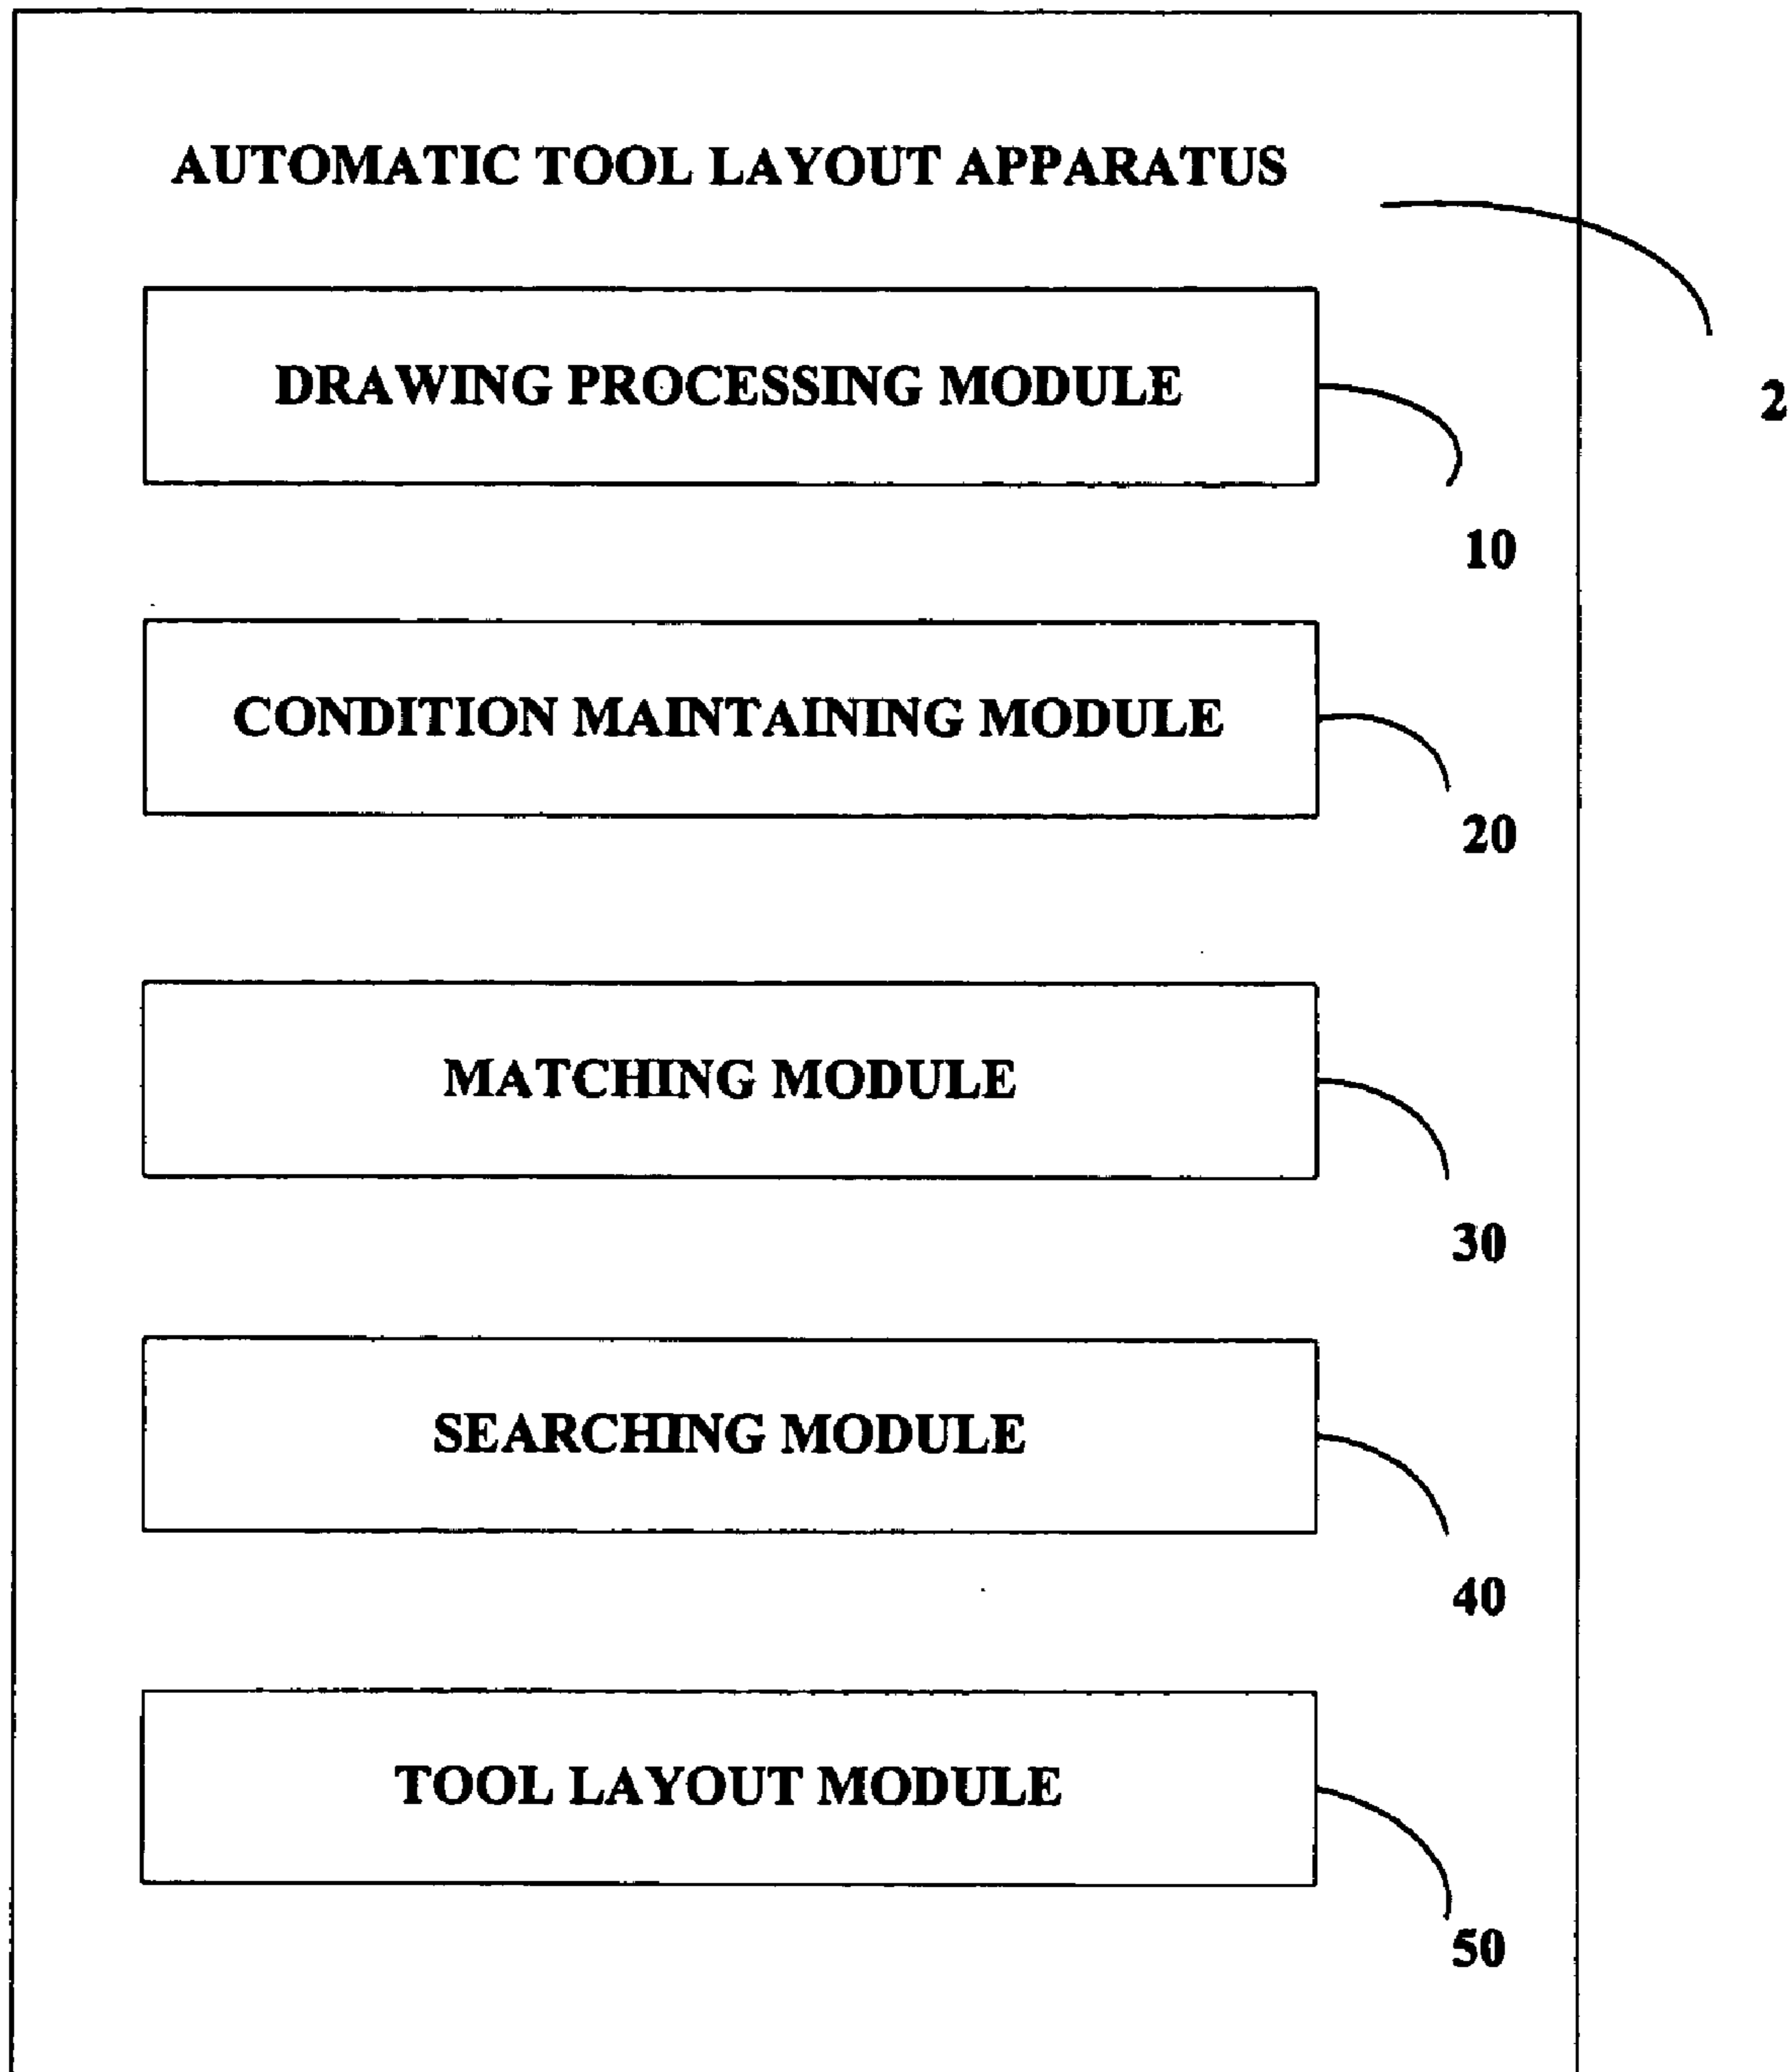 AUTOMATIC TOOL LAYOUT APPARATUS
DRAWING PROCESSING MODULE
2
10
CONDITION MAINTAINING MODULE
20
MATCHING MODULE
30
SEARCHING MODULE
40
TOOL LAYOUT MODULE
50